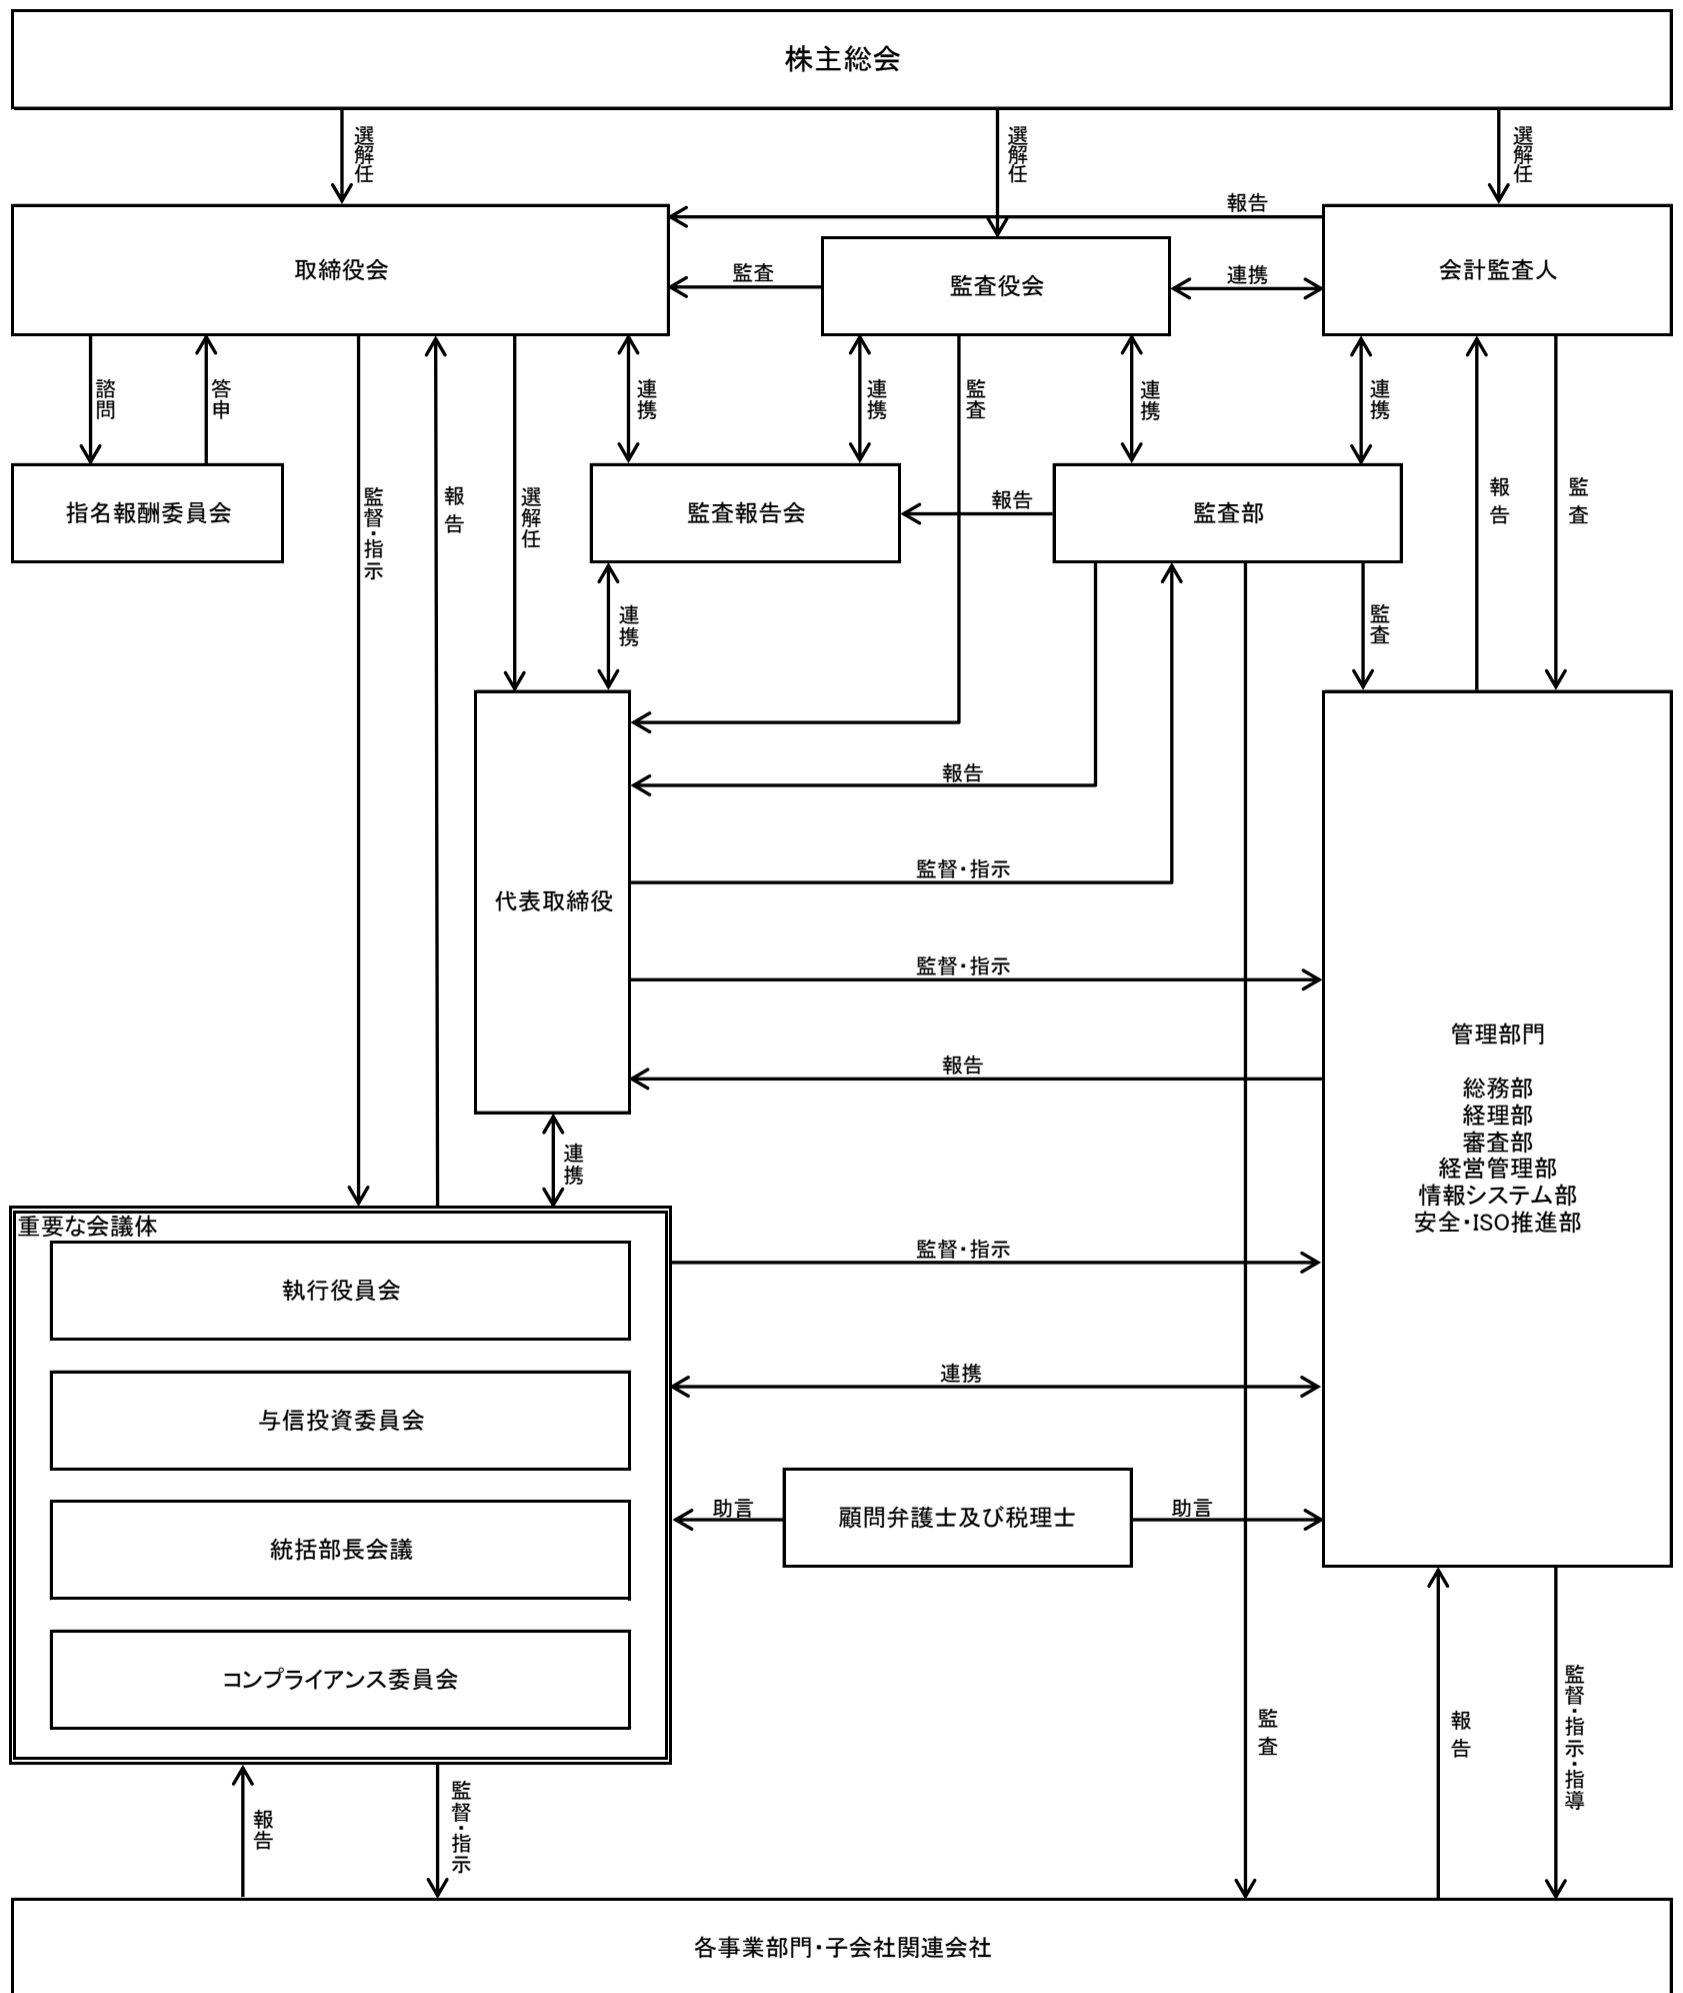 株主総会
選解任
選解任
選解任
報告
取締役会
監査
監査役会
連携
会計監査人
諮問
答申
連携
連携
監査
連携
連携
監督・指示
報告
選解任
指名報酬委員会
監査報告会
報告
監査部
報告
監査
連携
監査
報告
監督・指示
代表取締役
監督・指示
報告
管理部門
総務部
経理部
審査部
経営管理部
情報システム部
安全・ISO推進部
連携
重要な会議体
執行役員会
監督・指示
連携
与信投資委員会
助言
顧問弁護士及び税理士
助言
統括部長会議
コンプライアンス委員会
監査
報告
監督・指示・指導
報告
監督・指示
各事業部門・子会社関連会社